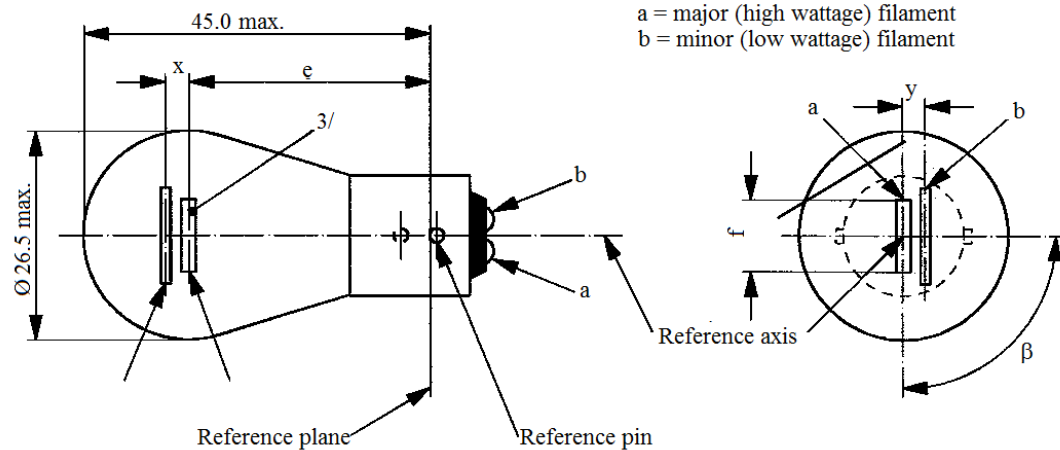 45.0 max.
a = major (high wattage) filament
b = minor (low wattage) filament
x
e
y
a
b
3/
b
Ø 26.5 max.
f
a
Reference axis
β
Reference plane
Reference pin